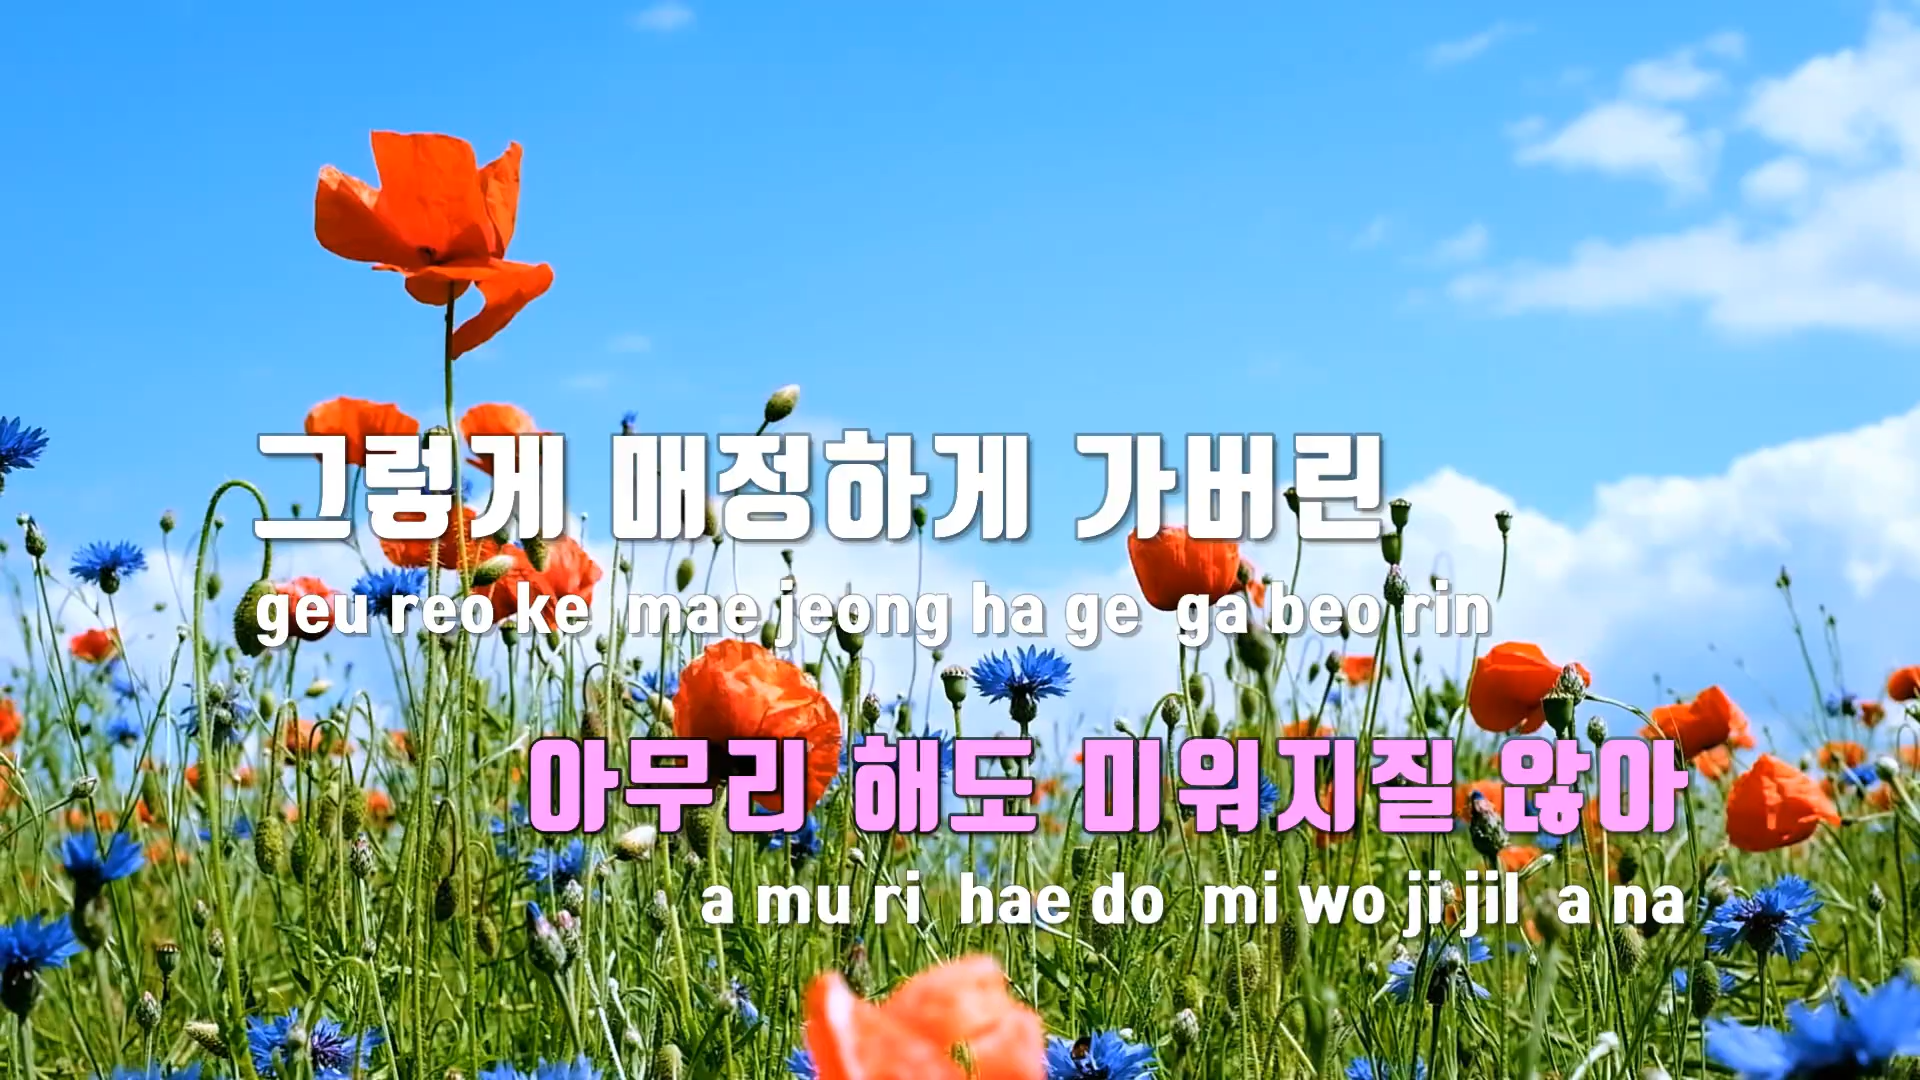 그렇게 매정하게 가버린
geu reo ke mae jeong ha ge ga beo rin
아무리 해도 미워지질 않아
a mu ri hae do mi wo ji jil a na